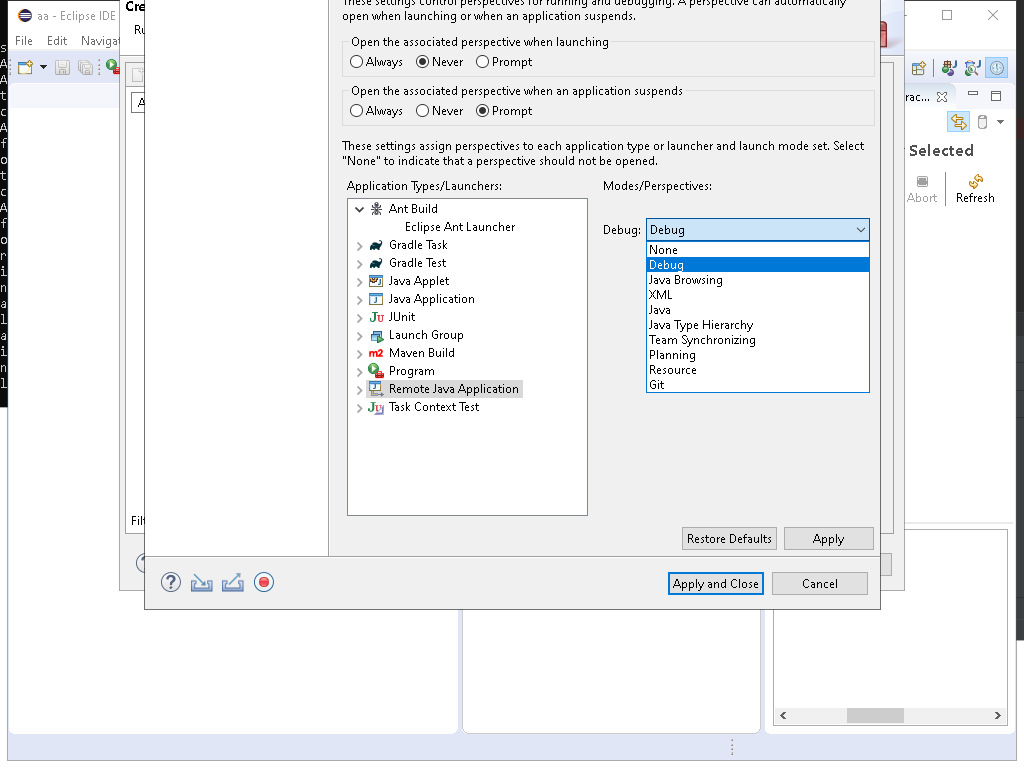 These settings control perspectives for running and debugging. A perspective can automatically
open when launching or when an application suspends.
aa - Eclipse IDE
Cre
File Edit Navigat
Ru
Open the associated perspective when launching
Always Never Prompt
Open the associated perspective when an application suspends
Always Never Prompt
rac...
These settings assign perspectives to each application type or launcher and launch mode set. Select
"None" to indicate that a perspective should not be opened.
Selected
Abort Refresh
Application Types/Launchers:
Modes/Perspectives:
Ant Build
Eclipse Ant Launcher
Gradle Task
Gradle Test
Java Applet
Java Application
JUnit
Launch Group
Maven Build
Program
Remote Java Application
Task Context Test
Debug: Debug
None
Debug
Java Browsing
XML
Java
Java Type Hierarchy
Team Synchronizing
Planning
Resource
Git
Filt
Restore Defaults Apply
Apply and Close Cancel